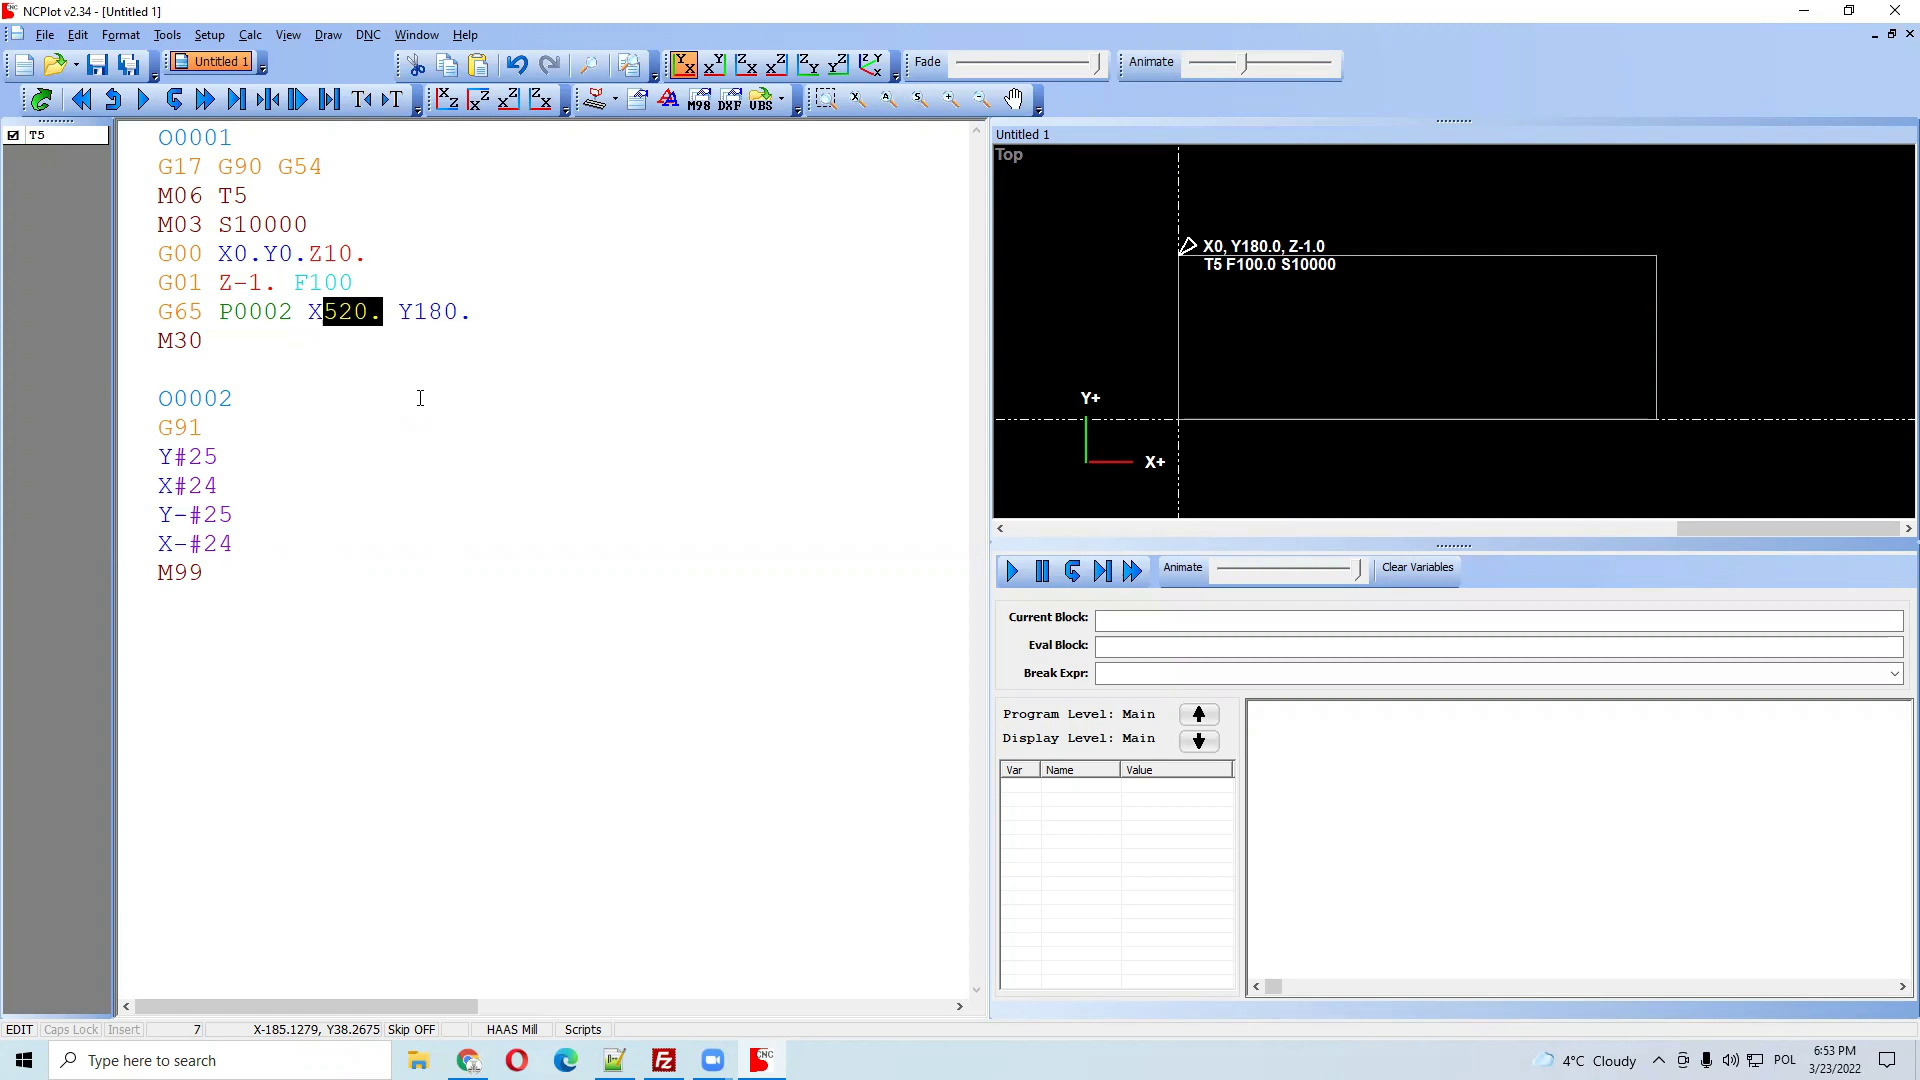 NCPlot v2.34 - [Untitled 1]
File Edit Format Tools Setup Calc View Draw DNC Window Help
Untitled 1
Fade
Animate
M98 DXF VBS
T5
O0001
G17 G90 G54
M06 T5
M03 S10000
G00 X0.Y0.Z10.
G01 Z-1. F100
G65 P0002 X520. Y180.
M30
O0002
G91
Y#25
X#24
Y-#25
X-#24
M99
Untitled 1
Top
X0, Y180.0, Z-1.0
T5 F100.0 S10000
Y+
X+
Animate
Clear Variables
Current Block:
Eval Block:
Break Expr:
Program Level: Main
Display Level: Main
Var Name Value
EDIT Caps Lock Insert 7 X-185.1279, Y38.2675 Skip OFF HAAS Mill Scripts
Type here to search
CNC
4°C Cloudy
POL
6:53 PM
3/23/2022